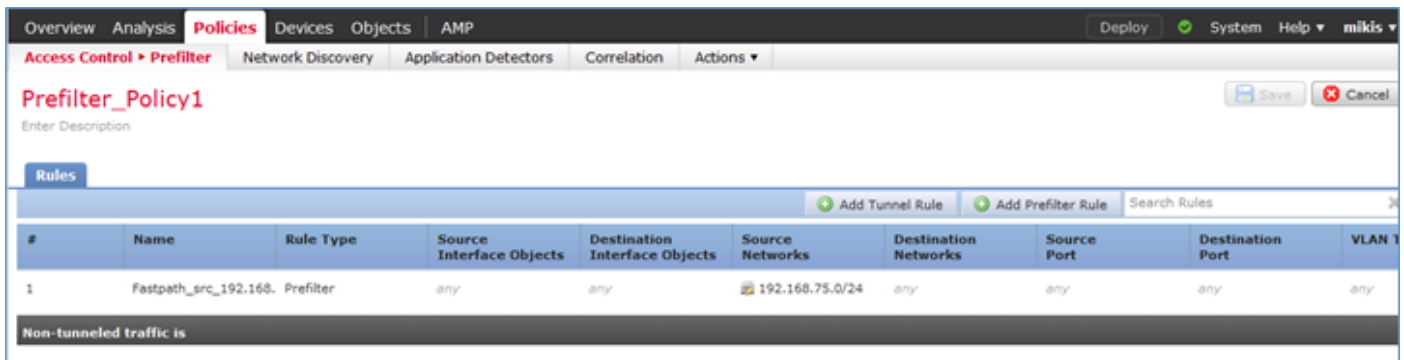 Overview Analysis Policies Devices Objects AMP Deploy System Help ▾ mikis ▾
Access Control ▸ Prefilter Network Discovery Application Detectors Correlation Actions ▾
Prefilter_Policy1 Save Cancel
Enter Description
Rules
Add Tunnel Rule Add Prefilter Rule Search Rules
# Name Rule Type Source Interface Objects Destination Interface Objects Source Networks Destination Networks Source Port Destination Port VLAN T
1 Fastpath_src_192.168. Prefilter any any 192.168.75.0/24 any any any any
Non-tunneled traffic is